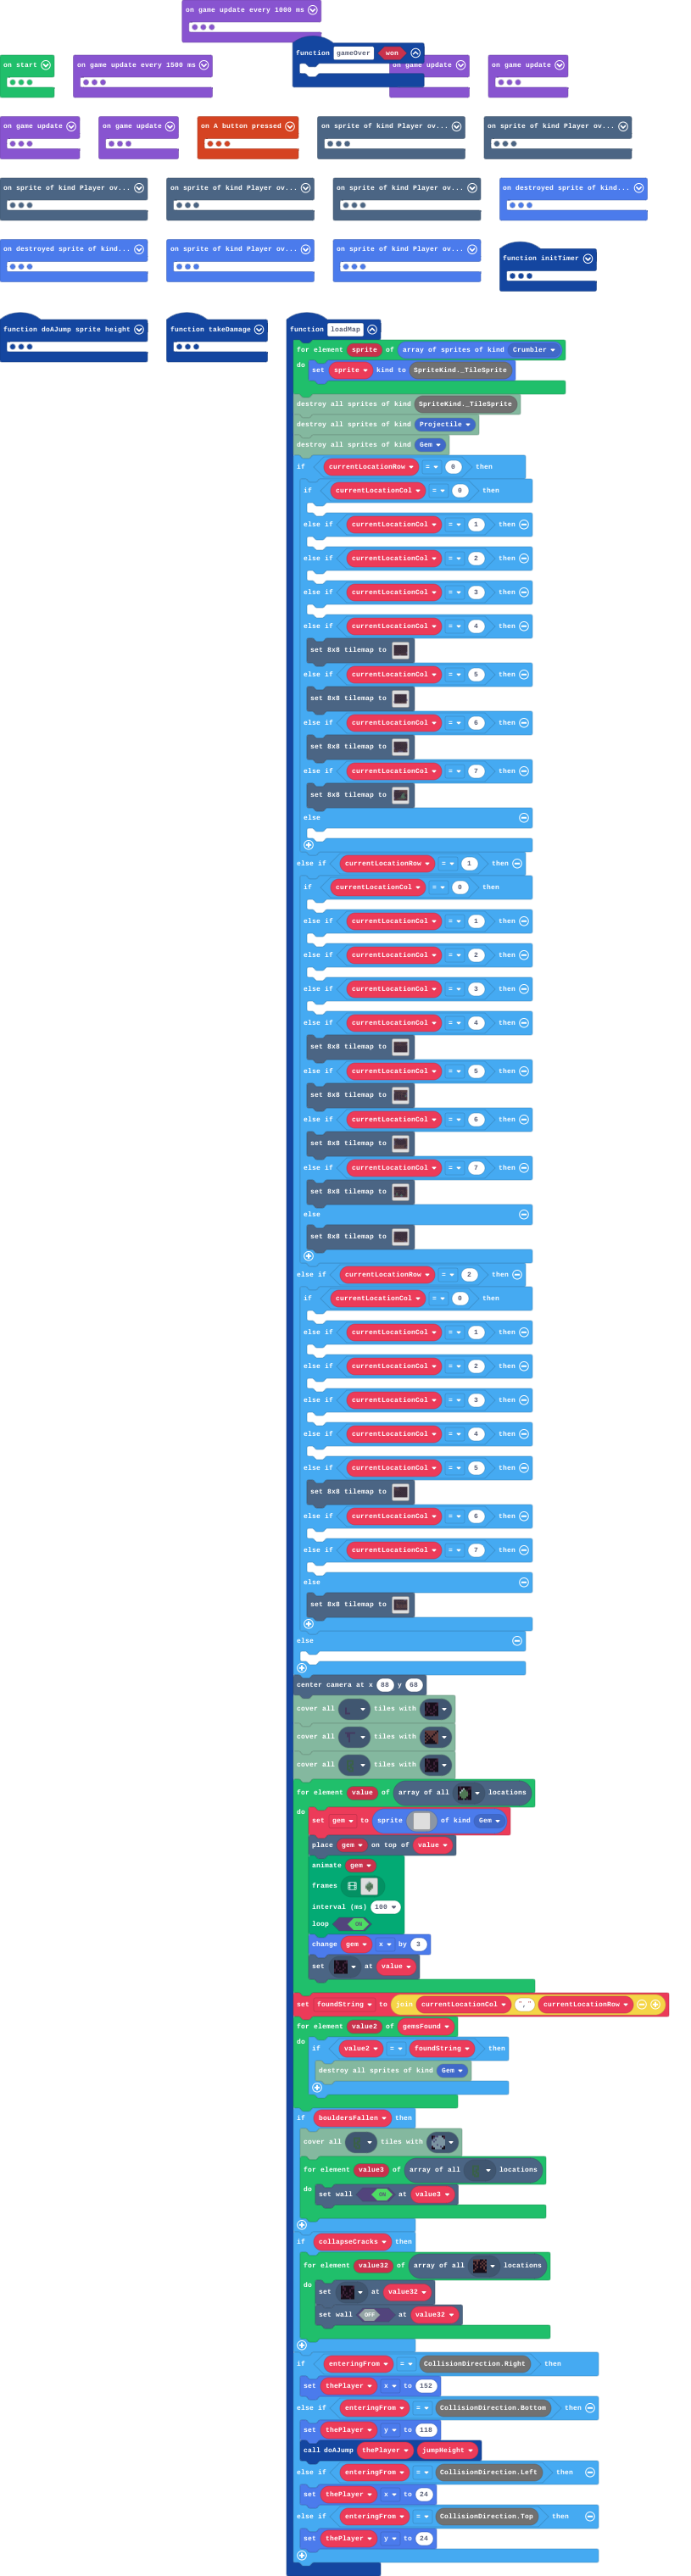 on game update every 1000 ms
function gameOver won
on start
on game update every 1500 ms
on game update
on game update
on game update
on game update
on A button pressed
on sprite of kind Player ov...
on sprite of kind Player ov...
on sprite of kind Player ov...
on sprite of kind Player ov...
on sprite of kind Player ov...
on destroyed sprite of kind...
on destroyed sprite of kind...
on sprite of kind Player ov...
on sprite of kind Player ov...
function initTimer
function doAJump sprite height
function takeDamage
function loadMap
for element sprite of array of sprites of kind Crumbler
do
set sprite kind to SpriteKind._TileSprite
destroy all sprites of kind SpriteKind._TileSprite
destroy all sprites of kind Projectile
destroy all sprites of kind Gem
if currentLocationRow = 0 then
if currentLocationCol = 0 then
else if currentLocationCol = 1 then
else if currentLocationCol = 2 then
else if currentLocationCol = 3 then
else if currentLocationCol = 4 then
set 8x8 tilemap to
else if currentLocationCol = 5 then
set 8x8 tilemap to
else if currentLocationCol = 6 then
set 8x8 tilemap to
else if currentLocationCol = 7 then
set 8x8 tilemap to
else
else if currentLocationRow = 1 then
if currentLocationCol = 0 then
else if currentLocationCol = 1 then
else if currentLocationCol = 2 then
else if currentLocationCol = 3 then
else if currentLocationCol = 4 then
set 8x8 tilemap to
else if currentLocationCol = 5 then
set 8x8 tilemap to
else if currentLocationCol = 6 then
set 8x8 tilemap to
else if currentLocationCol = 7 then
set 8x8 tilemap to
else
set 8x8 tilemap to
else if currentLocationRow = 2 then
if currentLocationCol = 0 then
else if currentLocationCol = 1 then
else if currentLocationCol = 2 then
else if currentLocationCol = 3 then
else if currentLocationCol = 4 then
else if currentLocationCol = 5 then
set 8x8 tilemap to
else if currentLocationCol = 6 then
else if currentLocationCol = 7 then
else
set 8x8 tilemap to
else
center camera at x 88 y 68
cover all tiles with
cover all tiles with
cover all tiles with
for element value of array of all locations
do
set gem to sprite of kind Gem
place gem on top of value
animate gem
frames
interval (ms) 100
loop ON
change gem x by 3
set at value
set foundString to join currentLocationCol "," currentLocationRow
for element value2 of gemsFound
do
if value2 = foundString then
destroy all sprites of kind Gem
if bouldersFallen then
cover all tiles with
for element value3 of array of all locations
do
set wall ON at value3
if collapseCracks then
for element value32 of array of all locations
do
set at value32
set wall OFF at value32
if enteringFrom = CollisionDirection.Right then
set thePlayer x to 152
else if enteringFrom = CollisionDirection.Bottom then
set thePlayer y to 118
call doAJump thePlayer jumpHeight
else if enteringFrom = CollisionDirection.Left then
set thePlayer x to 24
else if enteringFrom = CollisionDirection.Top then
set thePlayer y to 24